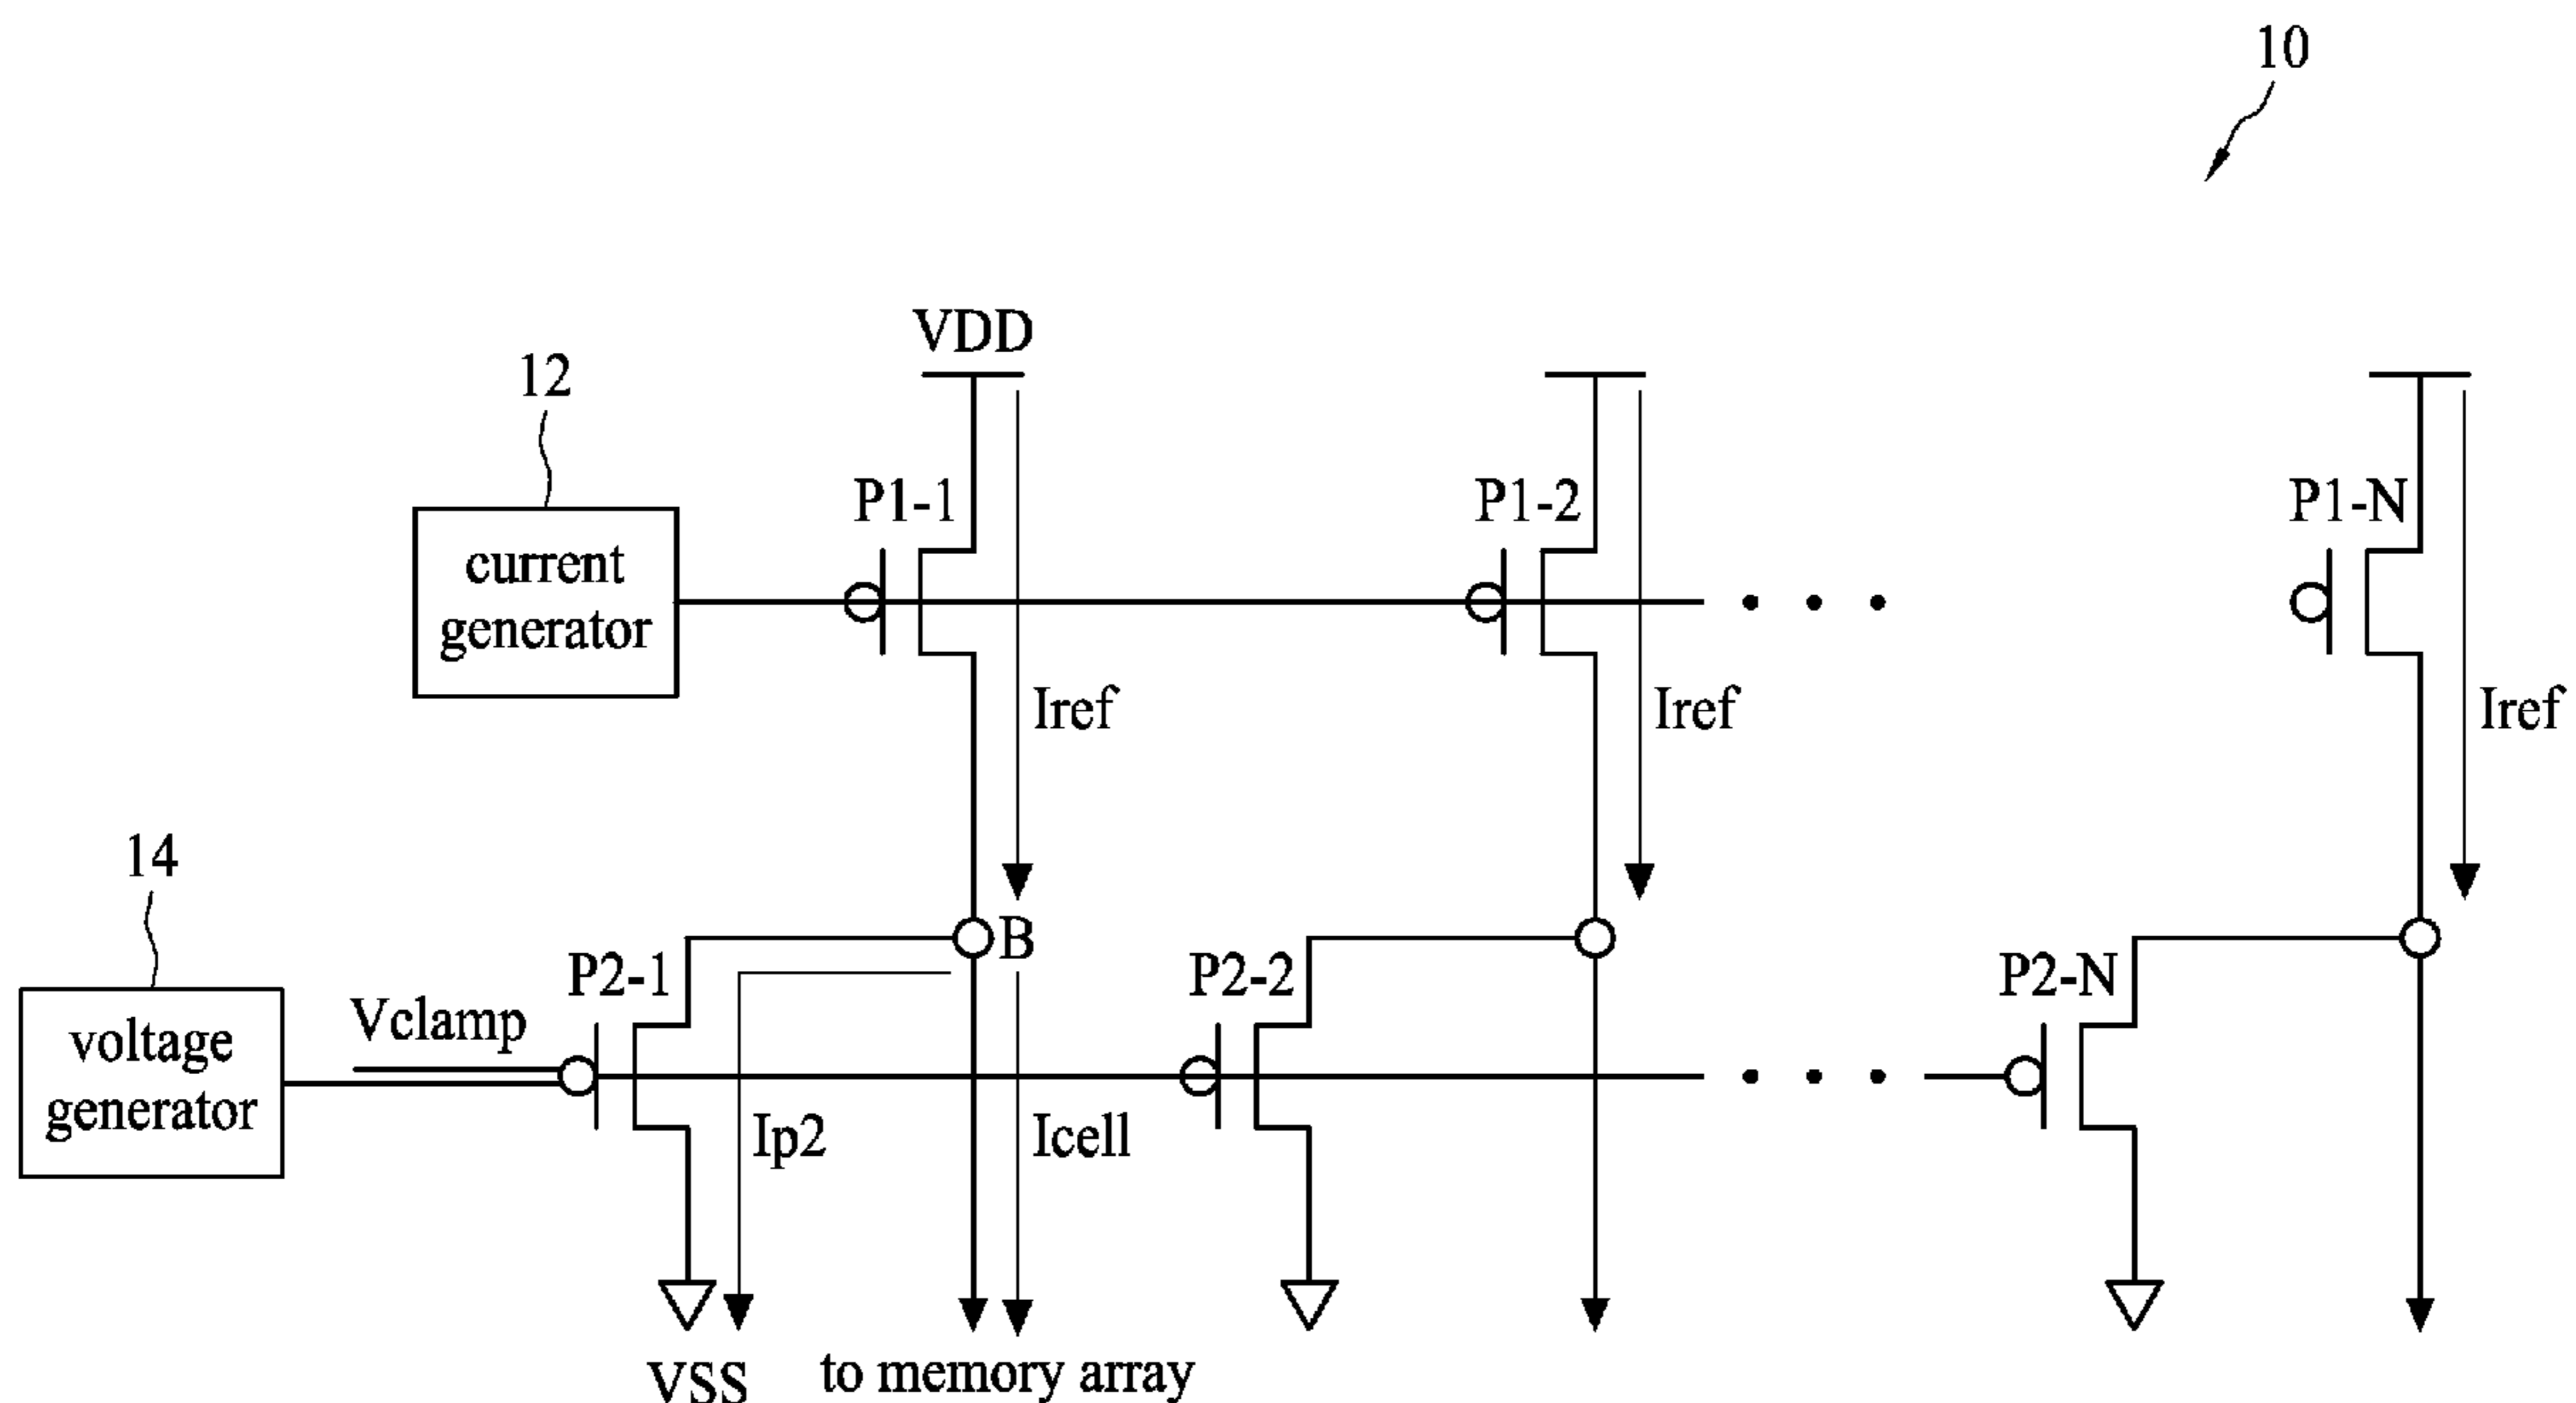 10
VDD
12
P1-1
P1-2
P1-N
current
generator
Iref
Iref
Iref
14
B
P2-1
P2-2
P2-N
Vclamp
voltage
generator
Ip2
Icell
VSS
to memory array